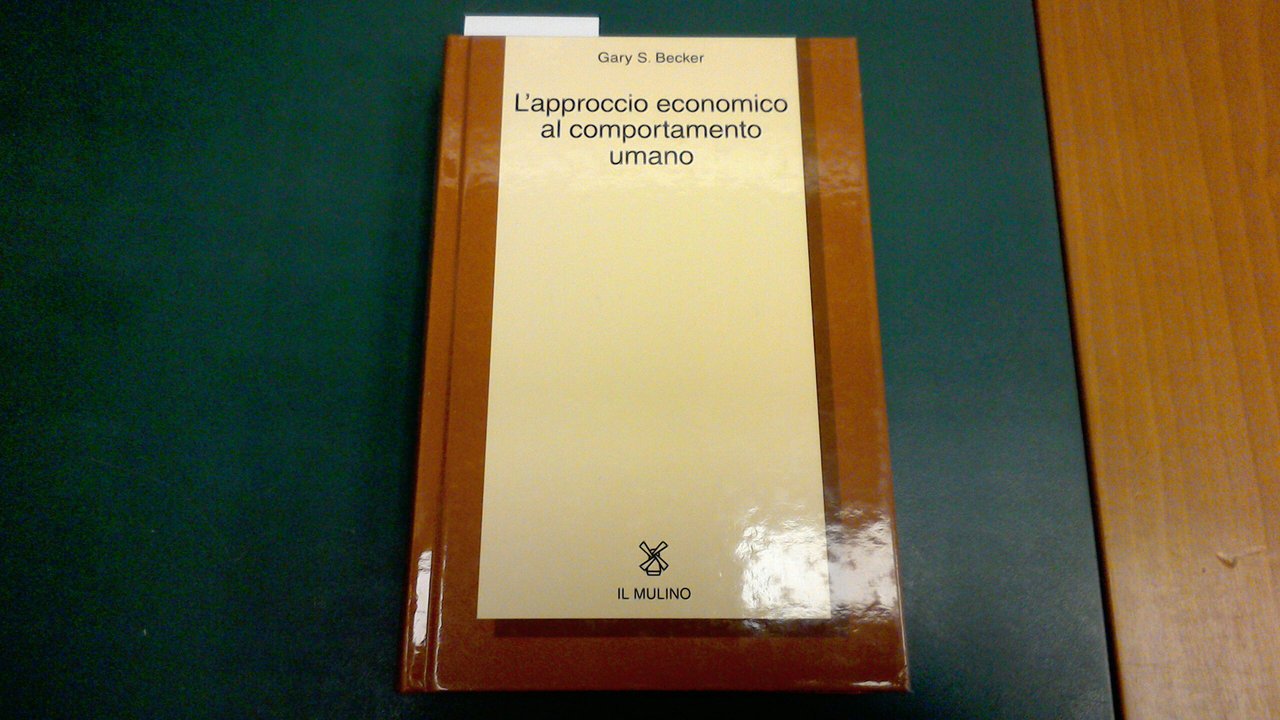 Gary S. Becker
L'approccio economico
al comportamento
umano
IL MULINO